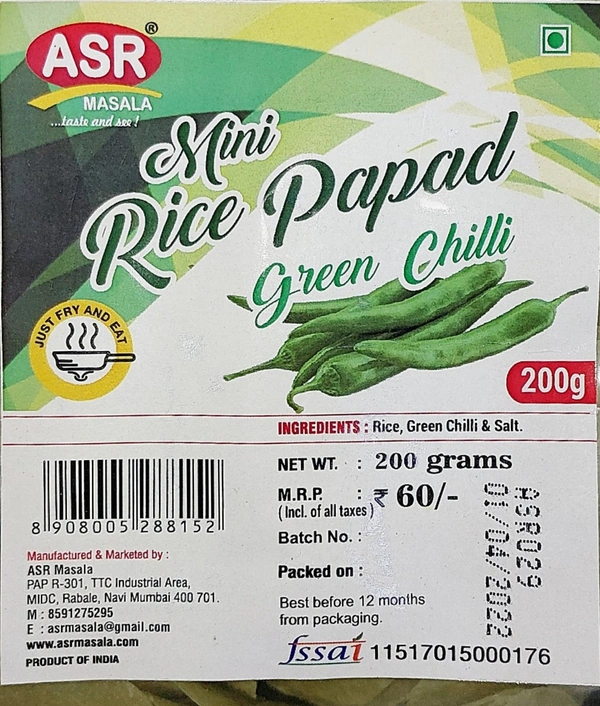 ASR®
MASALA
...taste and see!
Mini
Rice Papad
Green Chilli
JUST FRY AND EAT
200g
INGREDIENTS : Rice, Green Chilli & Salt.
NET WT. : 200 grams
M.R.P. : ₹ 60/-
(Incl. of all taxes)
Batch No. :
Packed on :
Best before 12 months
from packaging.
fssai 11517015000176
01/04/2022
8 908005 288152
Manufactured & Marketed by :
ASR Masala
PAP R-301, TTC Industrial Area,
MIDC, Rabale, Navi Mumbai 400 701.
M : 8591275295
E : asrmasala@gmail.com
www.asrmasala.com
PRODUCT OF INDIA